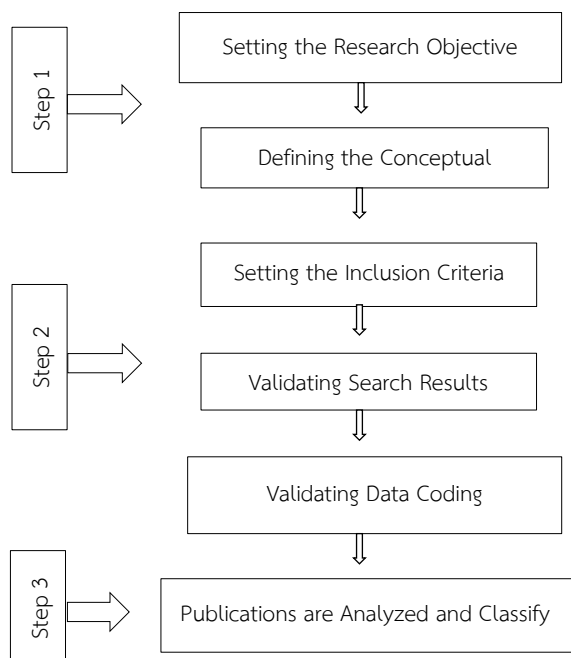 Step 1
Setting the Research Objective
Defining the Conceptual
Step 2
Setting the Inclusion Criteria
Validating Search Results
Validating Data Coding
Step 3
Publications are Analyzed and Classify